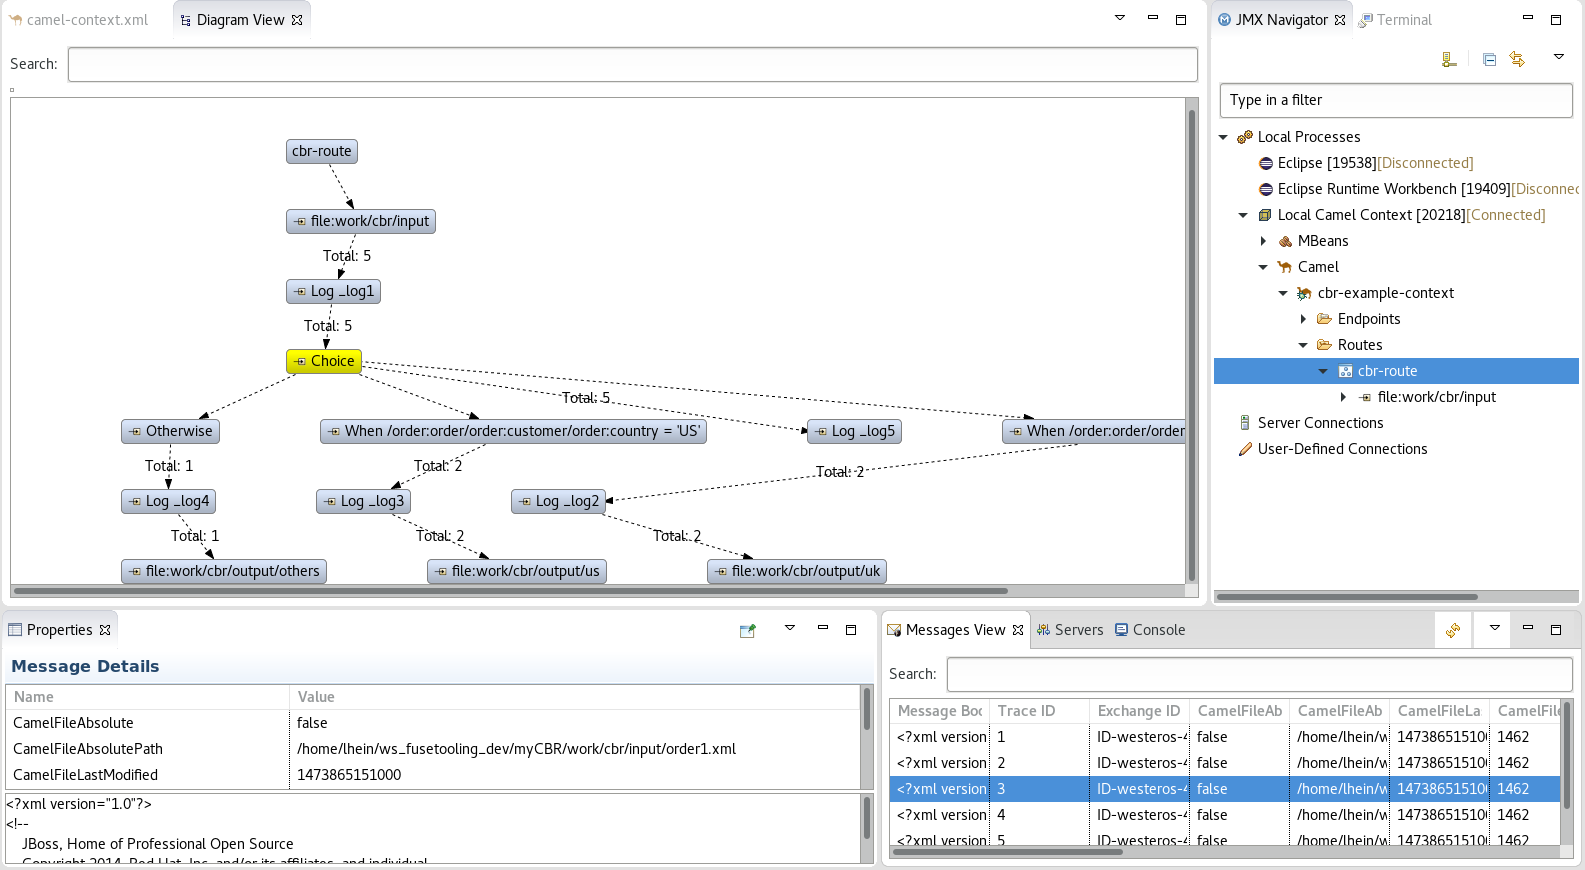 camel-context.xml
Diagram View
Search:
cbr-route
file:work/cbr/input
Total: 5
Log _log1
Total: 5
Choice
Total: 5
Otherwise
When /order:order/order:customer/order:country = 'US'
Log _log5
When /order:order/order
Total: 1
Total: 2
Total: 2
Log _log4
Log _log3
Log _log2
Total: 1
Total: 2
Total: 2
file:work/cbr/output/others
file:work/cbr/output/us
file:work/cbr/output/uk
JMX Navigator
Terminal
Type in a filter
Local Processes
Eclipse [19538][Disconnected]
Eclipse Runtime Workbench [19409][Disconnec
Local Camel Context [20218][Connected]
MBeans
Camel
cbr-example-context
Endpoints
Routes
cbr-route
file:work/cbr/input
Server Connections
User-Defined Connections
Properties
Message Details
Name Value
CamelFileAbsolute false
CamelFileAbsolutePath /home/lhein/ws_fusetooling_dev/myCBR/work/cbr/input/order1.xml
CamelFileLastModified 1473865151000
<?xml version="1.0"?>
<!--
JBoss, Home of Professional Open Source
Copyright 2014, Red Hat, Inc. and/or its affiliates, and individual
Messages View
Servers
Console
Search:
Message Boc Trace ID Exchange ID CamelFileAb CamelFileAb CamelFileLa: CamelFile
<?xml version 1 ID-westeros-4 false /home/lhein/w 147386515100 1462
<?xml version 2 ID-westeros-4 false /home/lhein/w 147386515100 1462
<?xml version 3 ID-westeros-4 false /home/lhein/w 147386515100 1462
<?xml version 4 ID-westeros-4 false /home/lhein/w 147386515100 1462
<?xml version 5 ID-westeros-4 false /home/lhein/w 147386515100 1462